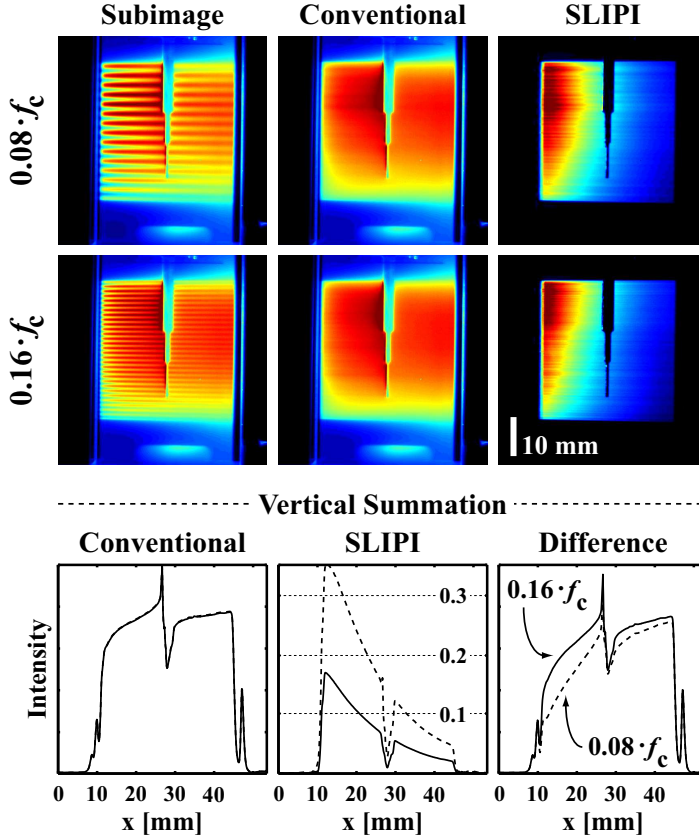 Subimage Conventional SLIPI
0.08·fc
0.16·fc
10 mm
Vertical Summation
Conventional SLIPI Difference
Intensity
0.3
0.2
0.1
0.16·fc
0.08·fc
0 10 20 30 40 0 10 20 30 40 0 10 20 30 40
x [mm] x [mm] x [mm]